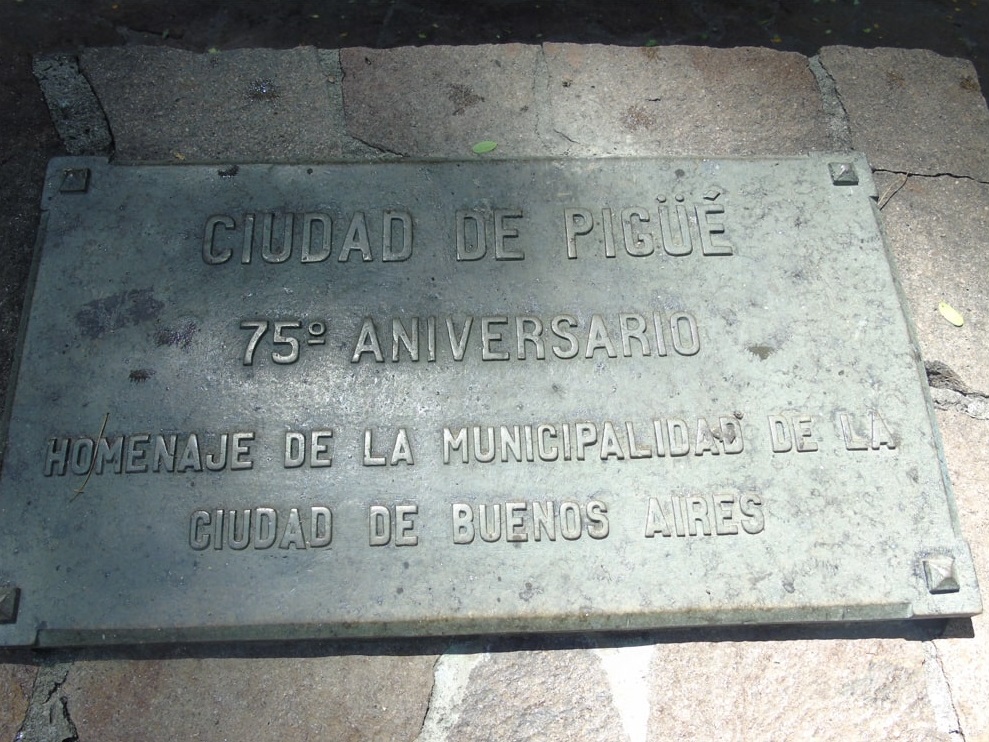 CIUDAD DE PIGÜÉ
75º ANIVERSARIO
HOMENAJE DE LA MUNICIPALIDAD DE LA
CIUDAD DE BUENOS AIRES